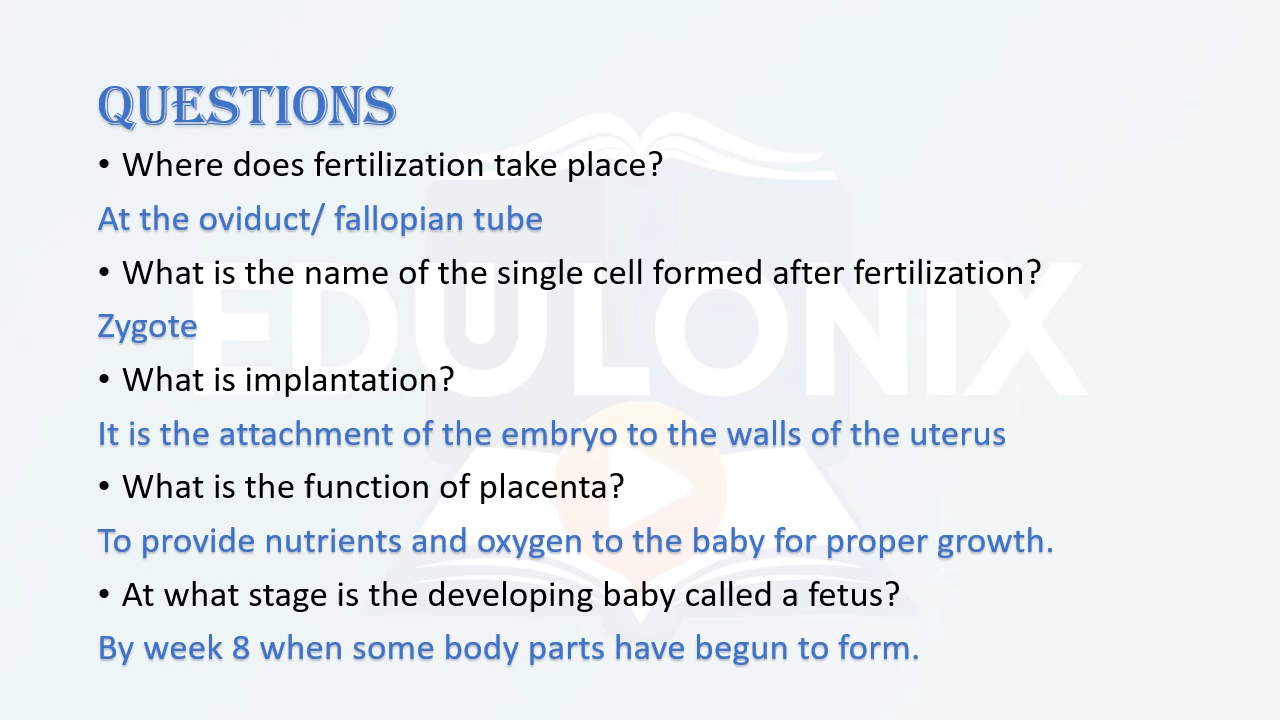 QUESTIONS
• Where does fertilization take place?
At the oviduct/ fallopian tube
• What is the name of the single cell formed after fertilization?
Zygote
• What is implantation?
It is the attachment of the embryo to the walls of the uterus
• What is the function of placenta?
To provide nutrients and oxygen to the baby for proper growth.
• At what stage is the developing baby called a fetus?
By week 8 when some body parts have begun to form.
EDULONIX